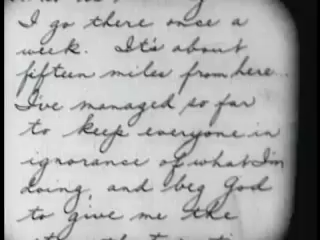 I go there once a
week. It's about
fifteen miles from here...
I've managed so far
to keep everyone in
ignorance of what I'm
doing, and beg God
to give me the